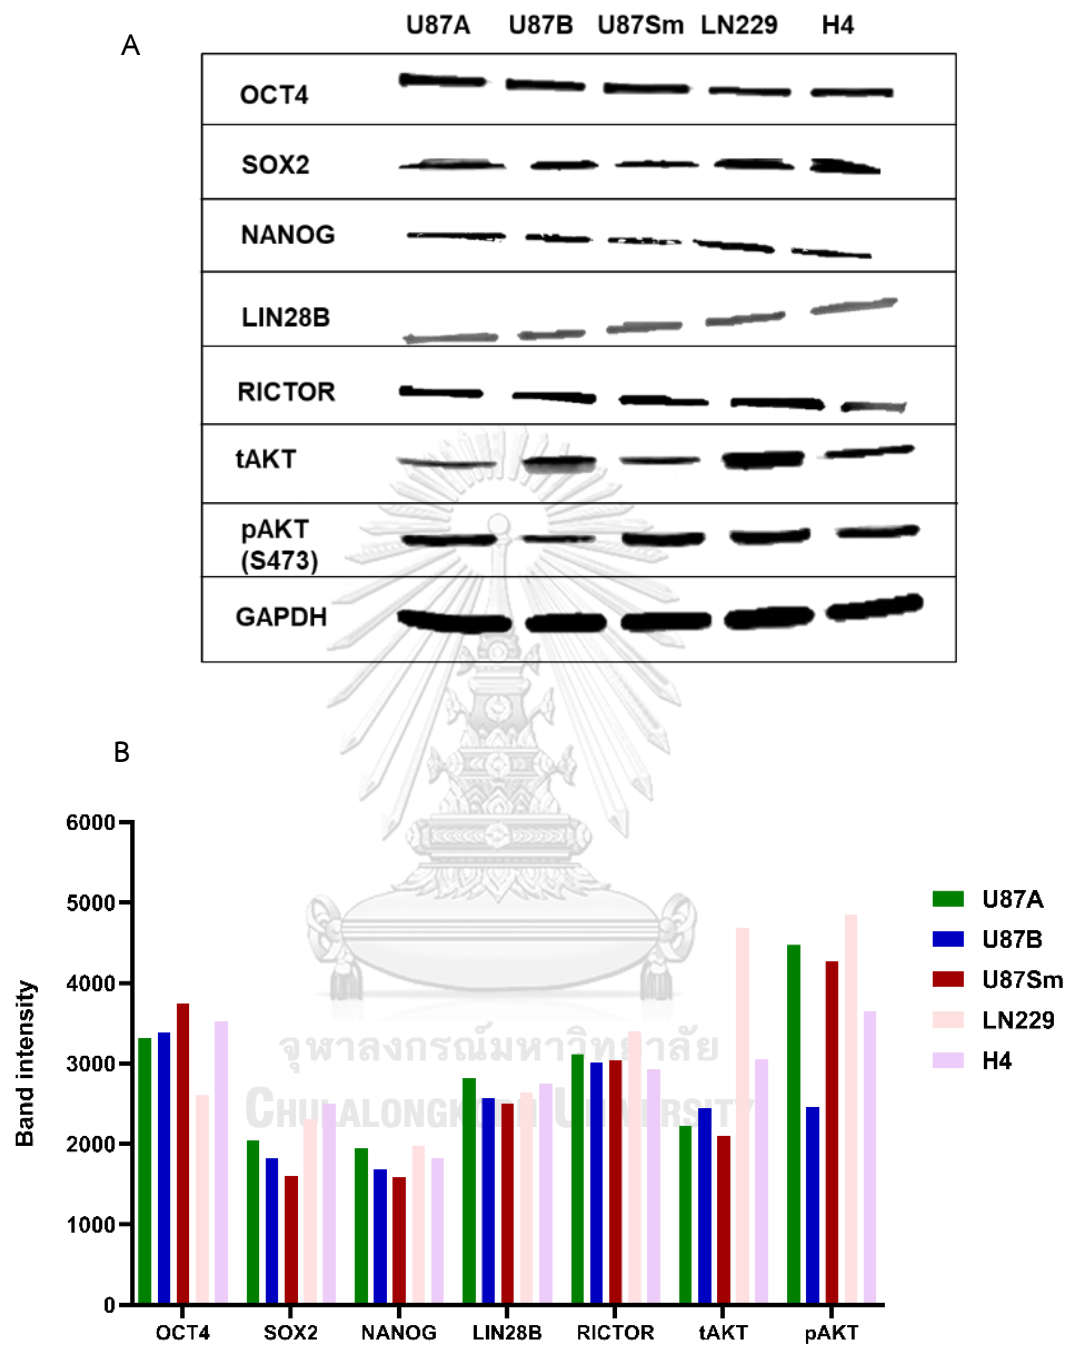 A
U87A U87B U87Sm LN229 H4
OCT4
SOX2
NANOG
LIN28B
RICTOR
tAKT
pAKT
(S473)
GAPDH
B
6000
5000
4000
3000
2000
1000
0
Band intensity
OCT4 SOX2 NANOG LIN28B RICTOR tAKT pAKT
U87A
U87B
U87Sm
LN229
H4
จุฬาลงกรณ์มหาวิทยาลัย
CHULALONGKORN UNIVERSITY